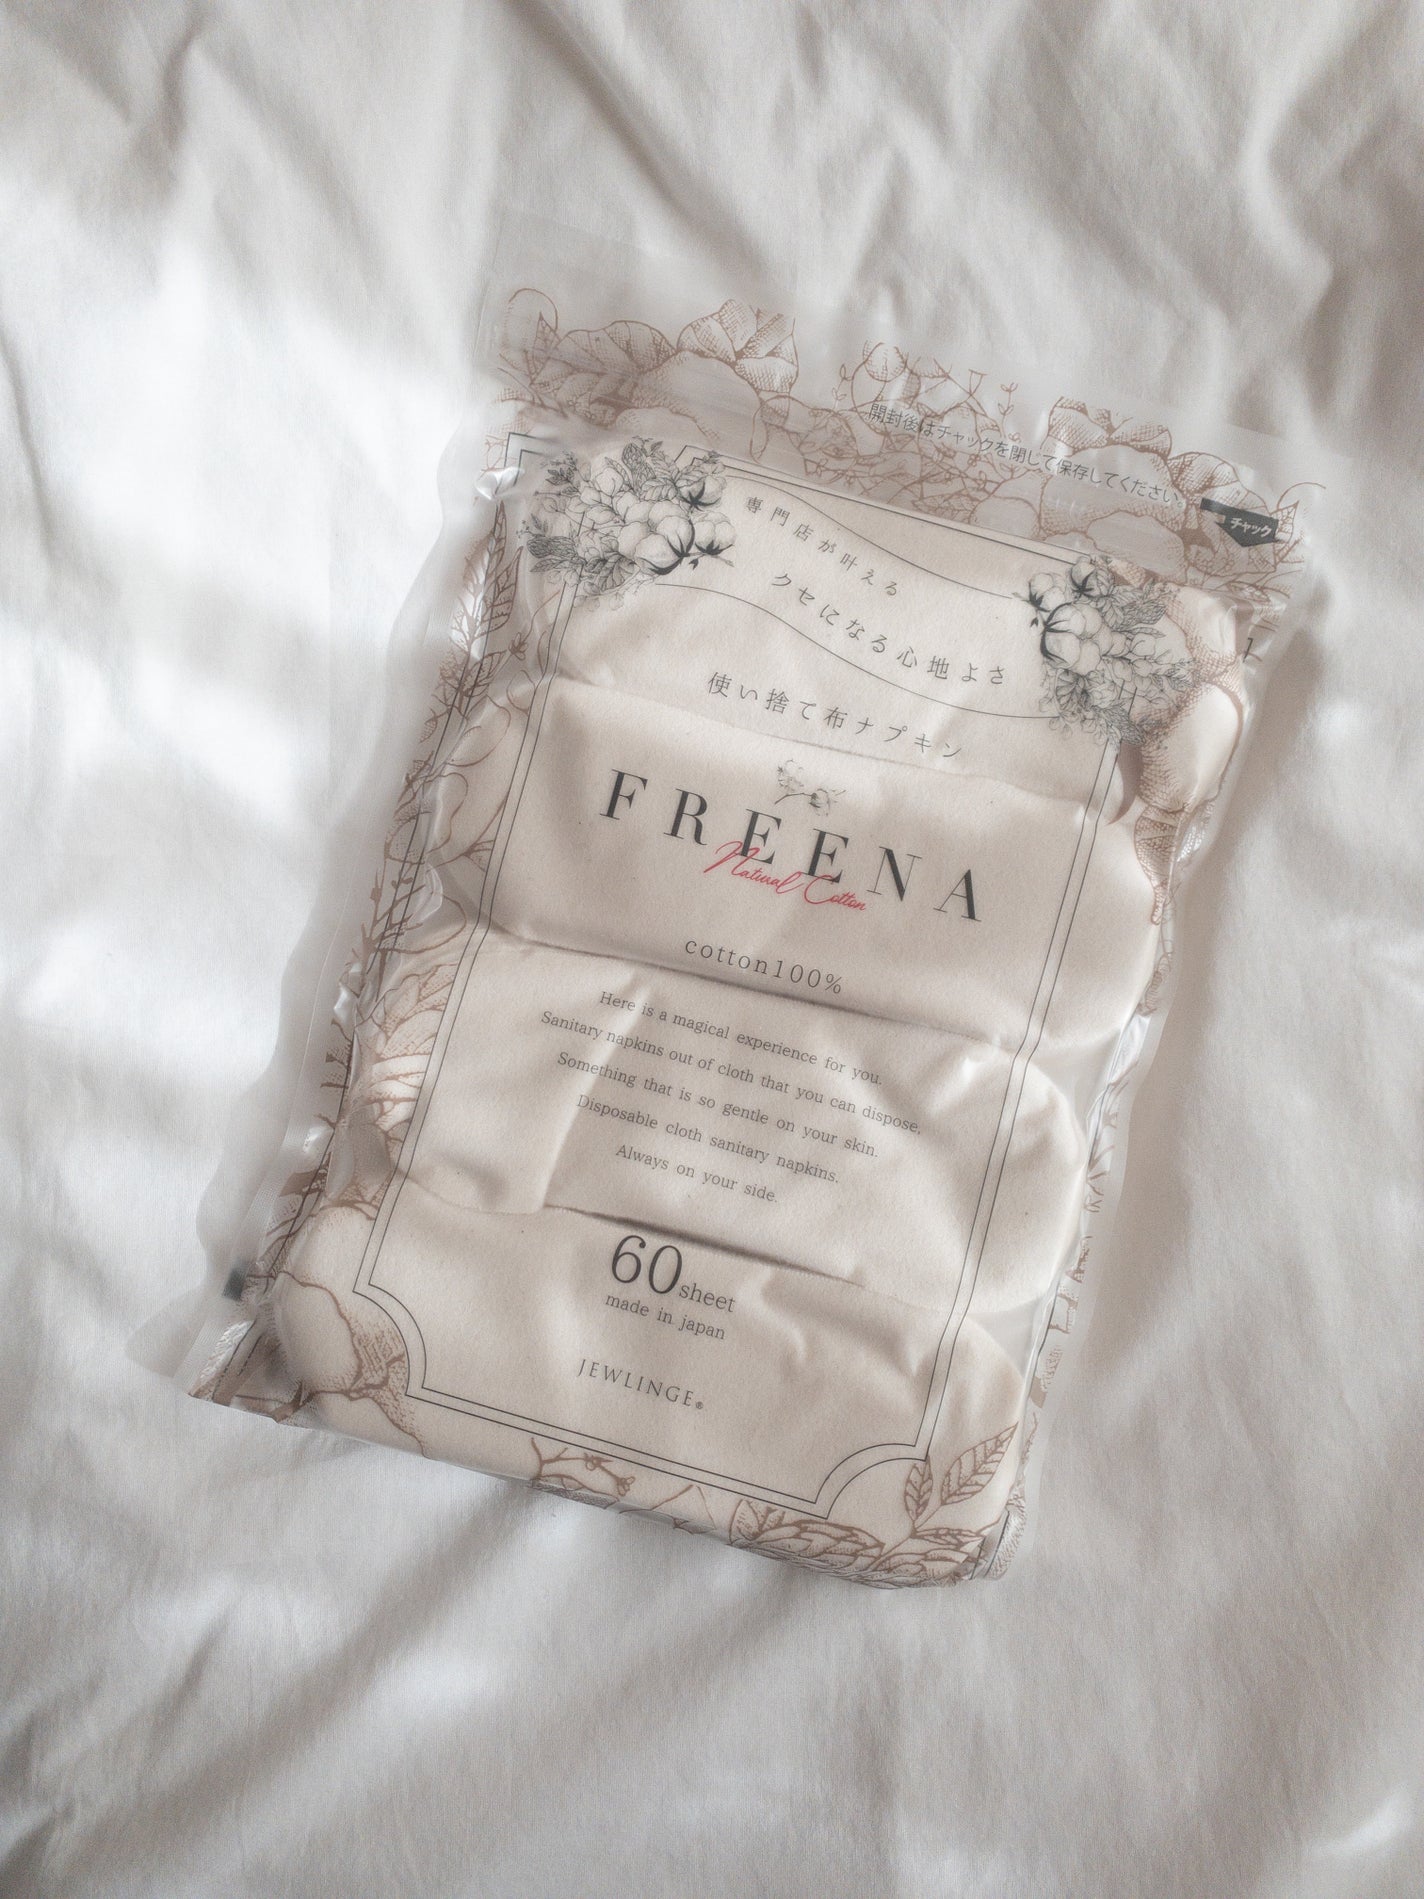 開封後はチャックを閉じて保存してください。
チャック
専門店が叶える
クセになる心地よさ
使い捨て布ナプキン
FREENA
Natural Cotton
cotton100%
Here is a magical experience for you.
Sanitary napkins out of cloth that you can dispose,
Something that is so gentle on your skin.
Disposable cloth sanitary napkins.
Always on your side.
60sheet
made in japan
JEWLINGE®